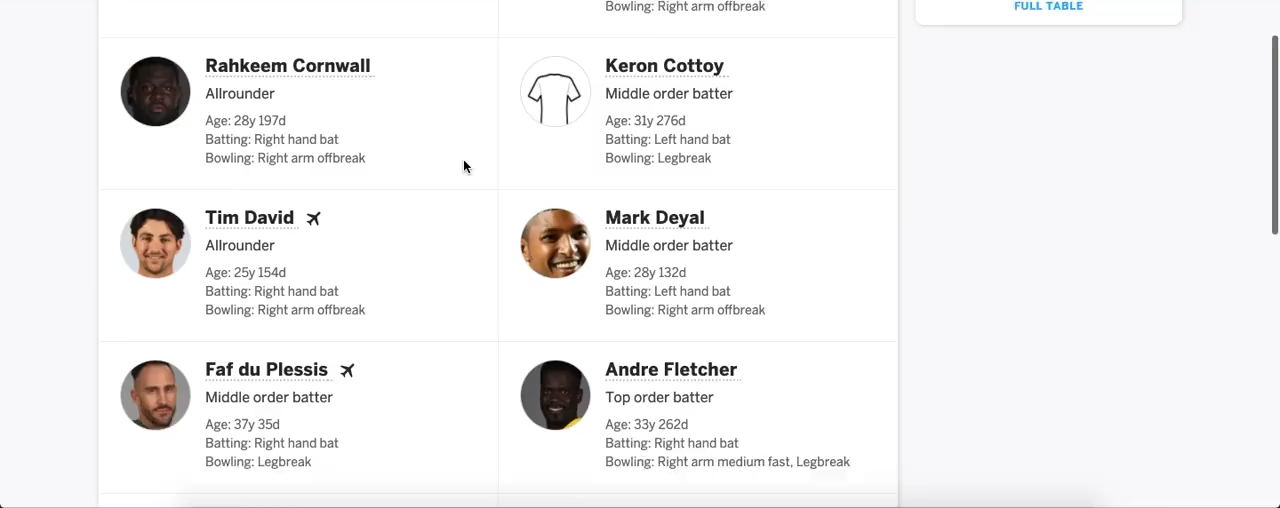 Bowling: Right arm offbreak
FULL TABLE
Rahkeem Cornwall
Allrounder
Age: 28y 197d
Batting: Right hand bat
Bowling: Right arm offbreak
Keron Cottoy
Middle order batter
Age: 31y 276d
Batting: Left hand bat
Bowling: Legbreak
Tim David
Allrounder
Age: 25y 154d
Batting: Right hand bat
Bowling: Right arm offbreak
Mark Deyal
Middle order batter
Age: 28y 132d
Batting: Left hand bat
Bowling: Right arm offbreak
Faf du Plessis
Middle order batter
Age: 37y 35d
Batting: Right hand bat
Bowling: Legbreak
Andre Fletcher
Top order batter
Age: 33y 262d
Batting: Right hand bat
Bowling: Right arm medium fast, Legbreak